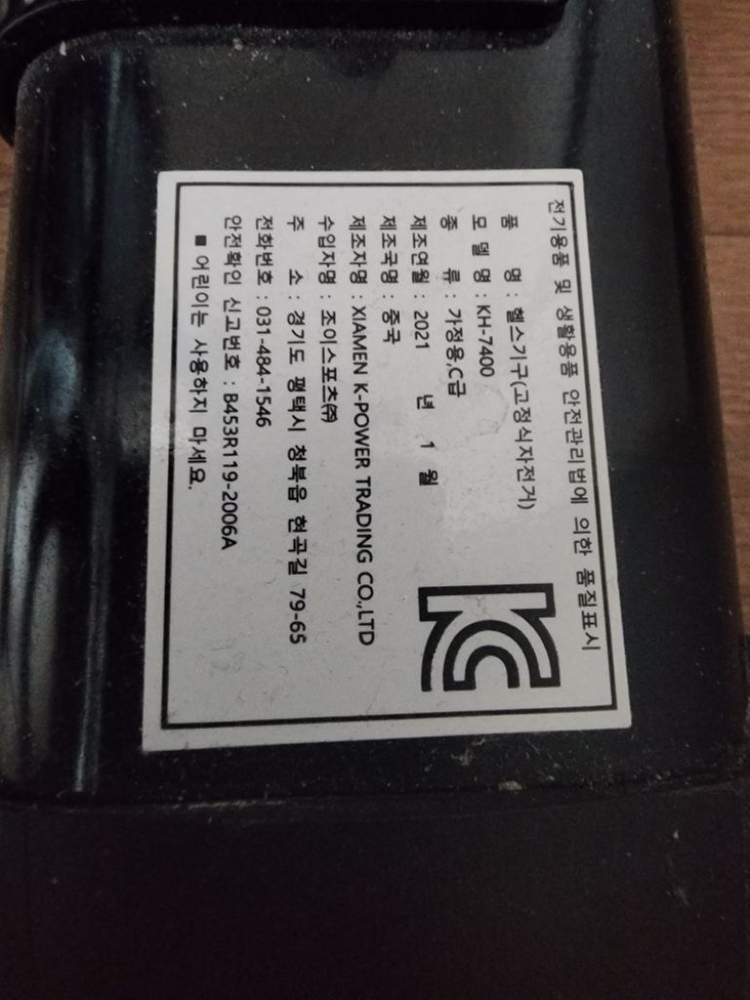 전기용품 및 생활용품 안전관리법에 의한 품질표시
품 명 : 헬스기구(고정식자전거)
모 델 명 : KH-7400
종 류 : 가정용,C급
제조연월 : 2021 년 1 월
제조국명 : 중국
제조자명 : XIAMEN K-POWER TRADING CO.,LTD
수입자명 : 조이스포츠㈜
주 소 : 경기도 평택시 청북읍 현곡길 79-65
전화번호 : 031-484-1546
안전확인 신고번호 : B453R119-2006A
■ 어린이는 사용하지 마세요.
KC